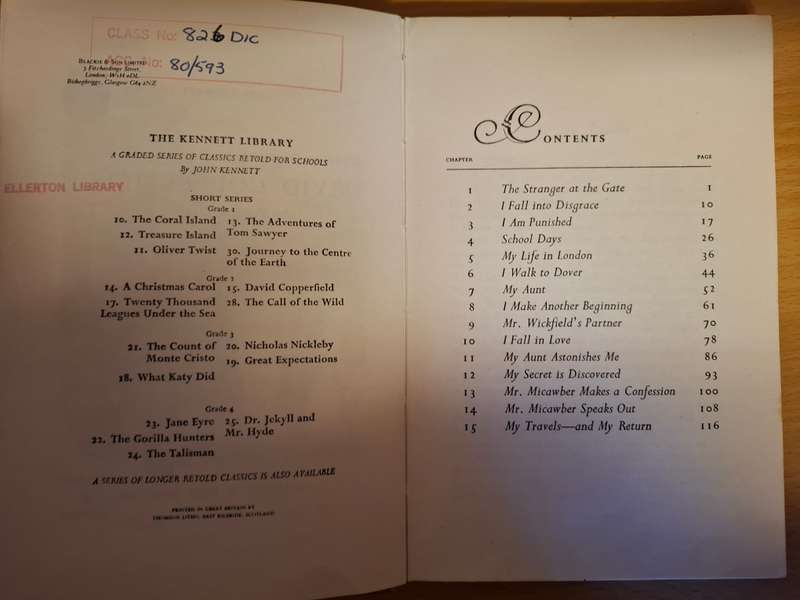 CLASS No: 826 DIC
BLACKIE & SON LIMITED
ACC No: 80/593
5 Fitzhardinge Street,
London, W1H 0DL
Bishopbriggs, Glasgow G64 2NZ
THE KENNETT LIBRARY
A GRADED SERIES OF CLASSICS RETOLD FOR SCHOOLS
By JOHN KENNETT
ELLERTON LIBRARY
SHORT SERIES
Grade 1
10. The Coral Island
12. Treasure Island
11. Oliver Twist
13. The Adventures of
Tom Sawyer
30. Journey to the Centre
of the Earth
Grade 2
14. A Christmas Carol
17. Twenty Thousand
Leagues Under the Sea
15. David Copperfield
28. The Call of the Wild
Grade 3
21. The Count of
Monte Cristo
18. What Katy Did
20. Nicholas Nickleby
19. Great Expectations
Grade 4
23. Jane Eyre
22. The Gorilla Hunters
24. The Talisman
25. Dr. Jekyll and
Mr. Hyde
A SERIES OF LONGER RETOLD CLASSICS IS ALSO AVAILABLE
PRINTED IN GREAT BRITAIN BY
THOMSON LITHO, EAST KILBRIDE, SCOTLAND
CONTENTS
CHAPTER PAGE
1 The Stranger at the Gate 1
2 I Fall into Disgrace 10
3 I Am Punished 17
4 School Days 26
5 My Life in London 36
6 I Walk to Dover 44
7 My Aunt 52
8 I Make Another Beginning 61
9 Mr. Wickfield's Partner 70
10 I Fall in Love 78
11 My Aunt Astonishes Me 86
12 My Secret is Discovered 93
13 Mr. Micawber Makes a Confession 100
14 Mr. Micawber Speaks Out 108
15 My Travels—and My Return 116